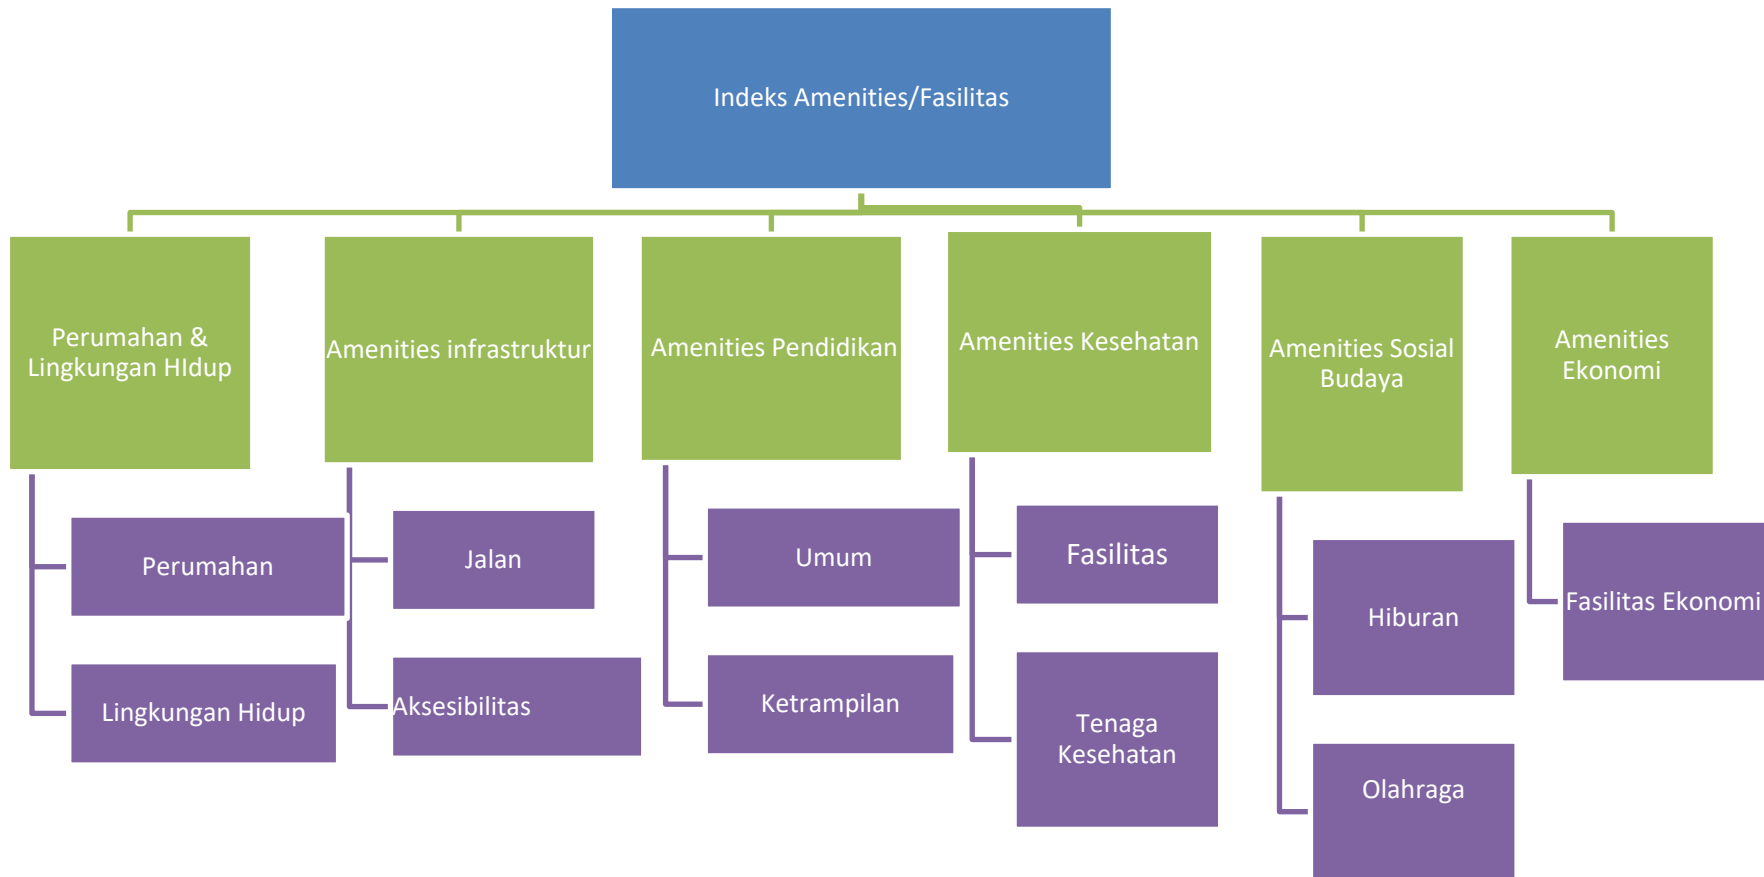 Indeks Amenities/Fasilitas
Perumahan &
Lingkungan HIdup
Amenities infrastruktur
Amenities Pendidikan
Amenities Kesehatan
Amenities Sosial
Budaya
Amenities
Ekonomi
Perumahan
Lingkungan Hidup
Jalan
Aksesibilitas
Umum
Ketrampilan
Fasilitas
Tenaga
Kesehatan
Hiburan
Olahraga
Fasilitas Ekonomi